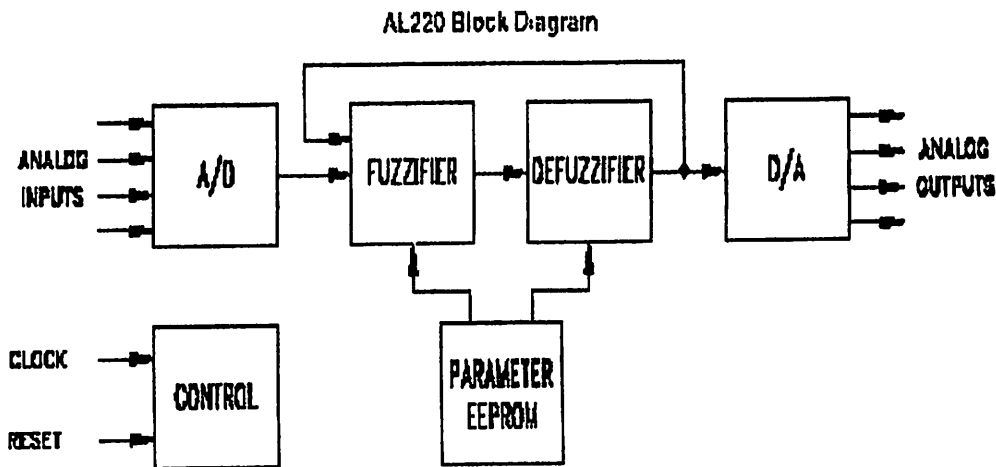 AL220 Block Diagram
ANALOG
INPUTS
A/D
FUZZIFIER
DEFUZZIFIER
D/A
ANALOG
OUTPUTS
CLOCK
RESET
CONTROL
PARAMETER
EEPROM